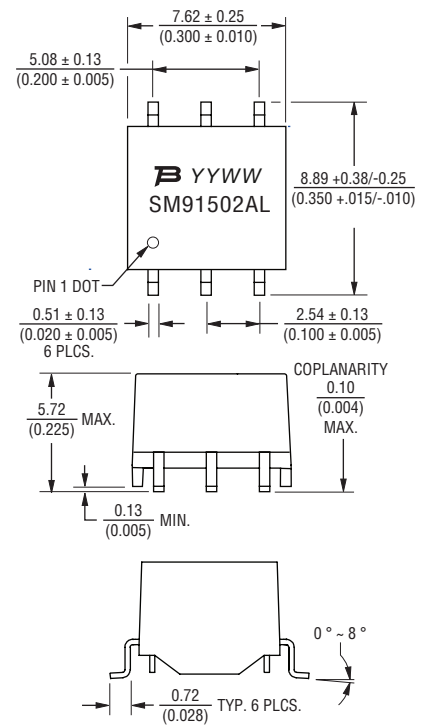 7.62 ± 0.25
(0.300 ± 0.010)
5.08 ± 0.13
(0.200 ± 0.005)
YYWW
SM91502AL
8.89 +0.38/-0.25
(0.350 +.015/-.010)
PIN 1 DOT
0.51 ± 0.13
(0.020 ± 0.005)
6 PLCS.
2.54 ± 0.13
(0.100 ± 0.005)
COPLANARITY
0.10
(0.004)
MAX.
5.72
(0.225)
MAX.
0.13
(0.005)
MIN.
0 ° ~ 8 °
0.72
(0.028)
TYP. 6 PLCS.